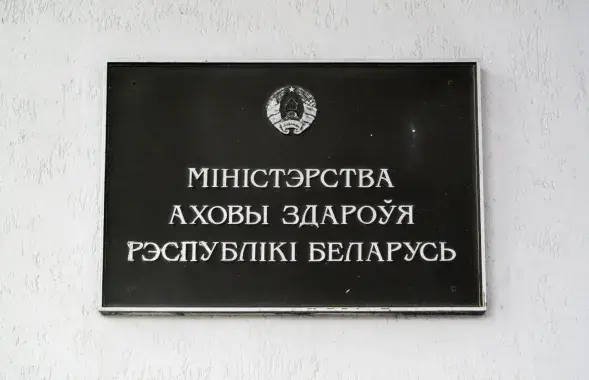 МІНІСТЭРСТВА
АХОВЫ ЗДАРОЎЯ
РЭСПУБЛІКІ БЕЛАРУСЬ